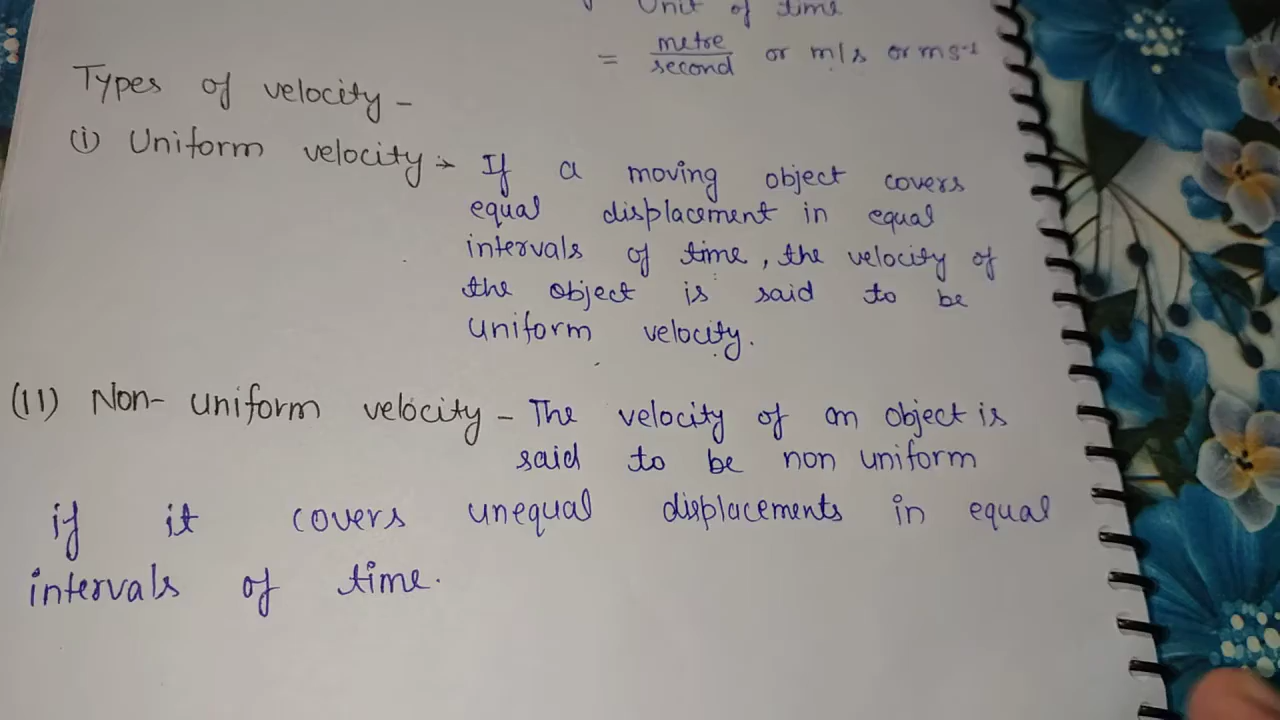 Unit of time
= metre/second or m/s or ms⁻¹
Types of velocity –
(i) Uniform velocity :- If a moving object covers
equal displacement in equal
intervals of time, the velocity of
the object is said to be
uniform velocity.
(II) Non- uniform velocity – The velocity of an object is
said to be non uniform
if it covers unequal displacements in equal
intervals of time.